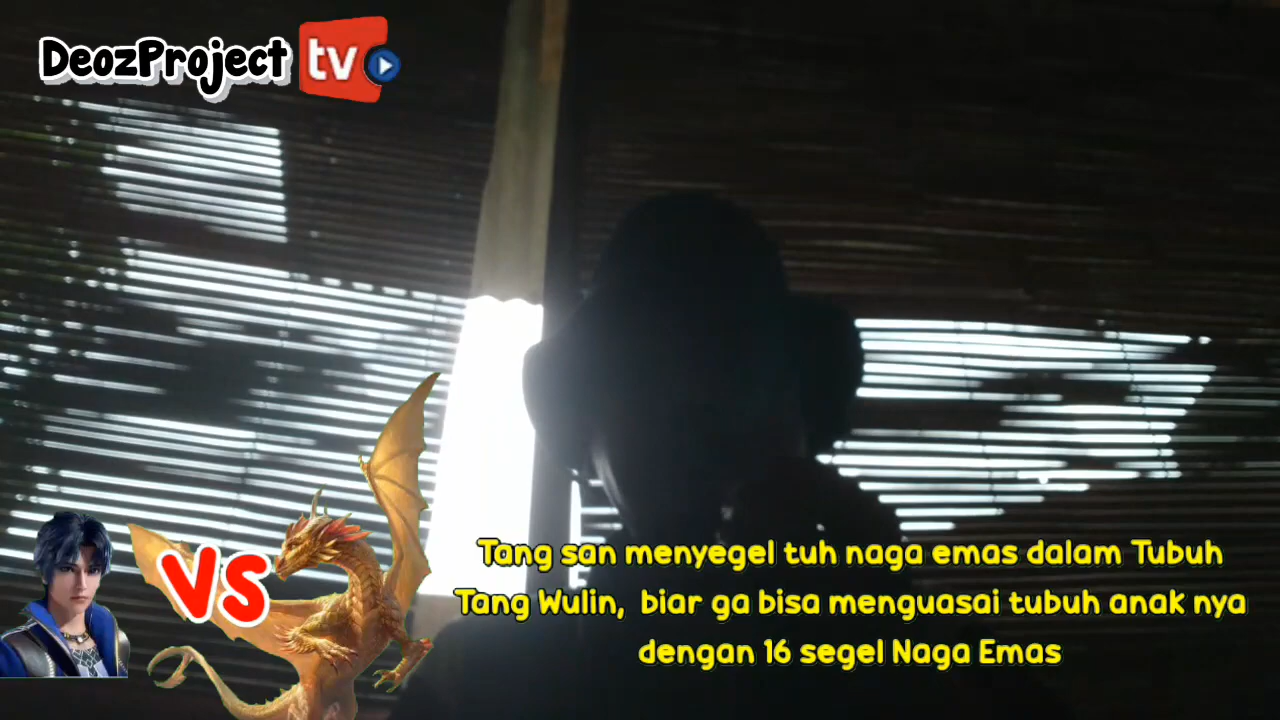 DeozProject tv
VS
Tang san menyegel tuh naga emas dalam Tubuh
Tang Wulin, biar ga bisa menguasai tubuh anak nya
dengan 16 segel Naga Emas